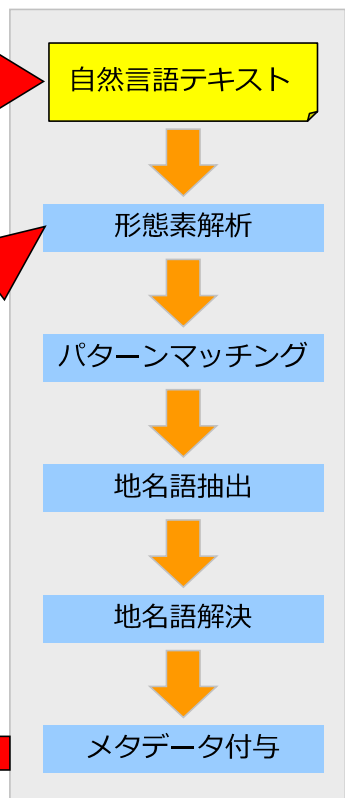 自然言語テキスト
形態素解析
パターンマッチング
地名語抽出
地名語解決
メタデータ付与